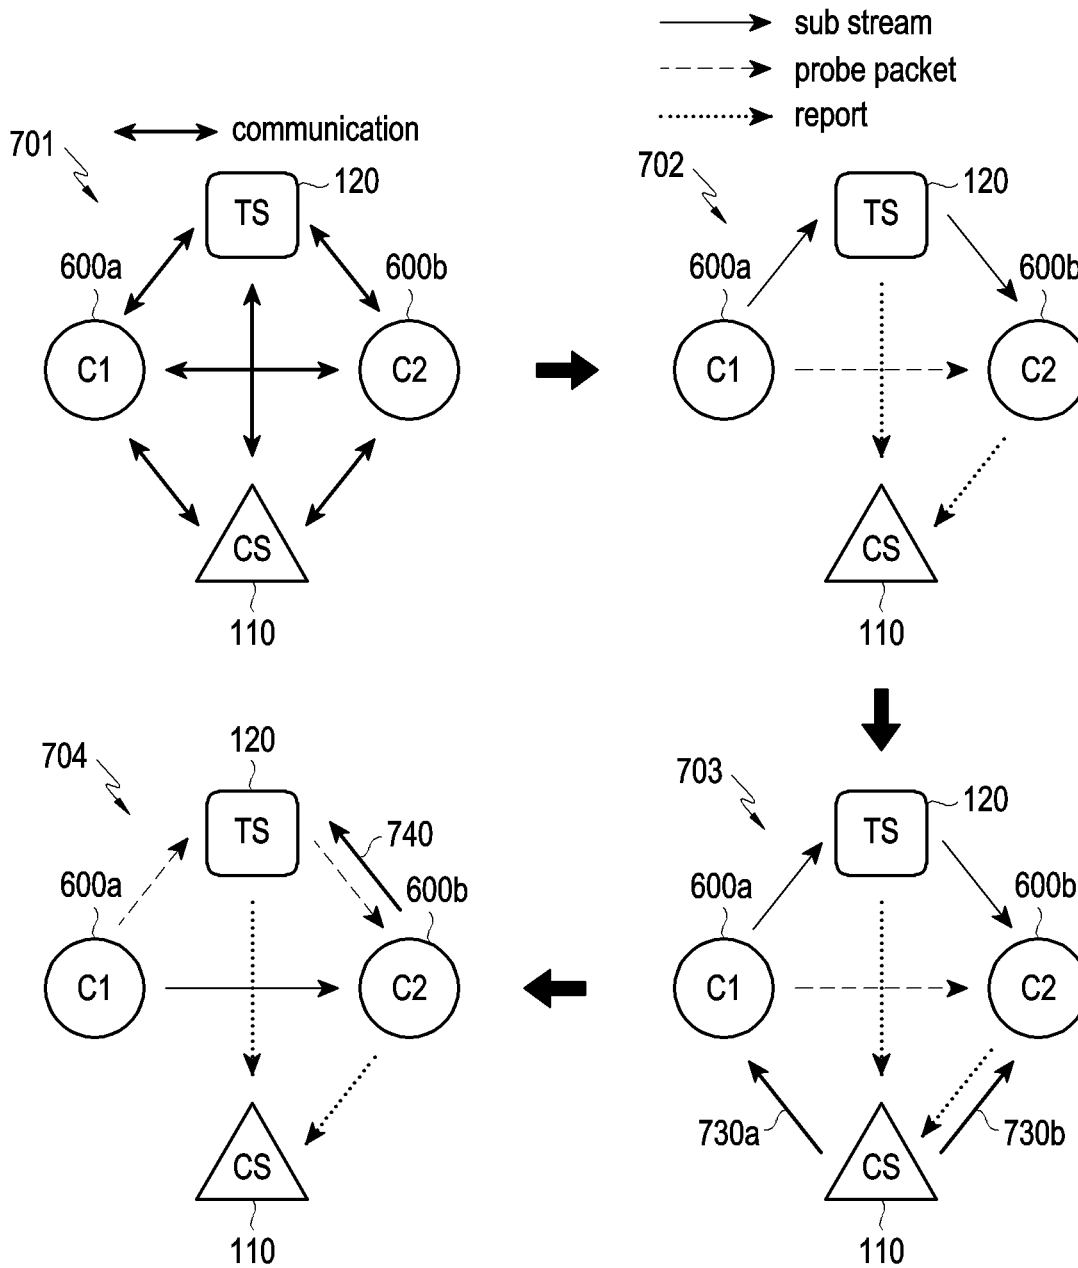 sub stream
probe packet
report
701
communication
TS
120
600a
600b
C1
C2
CS
110
702
TS
120
600a
600b
C1
C2
CS
110
704
120
TS
740
600a
600b
C1
C2
CS
110
703
TS
120
600a
600b
C1
C2
730a
CS
730b
110